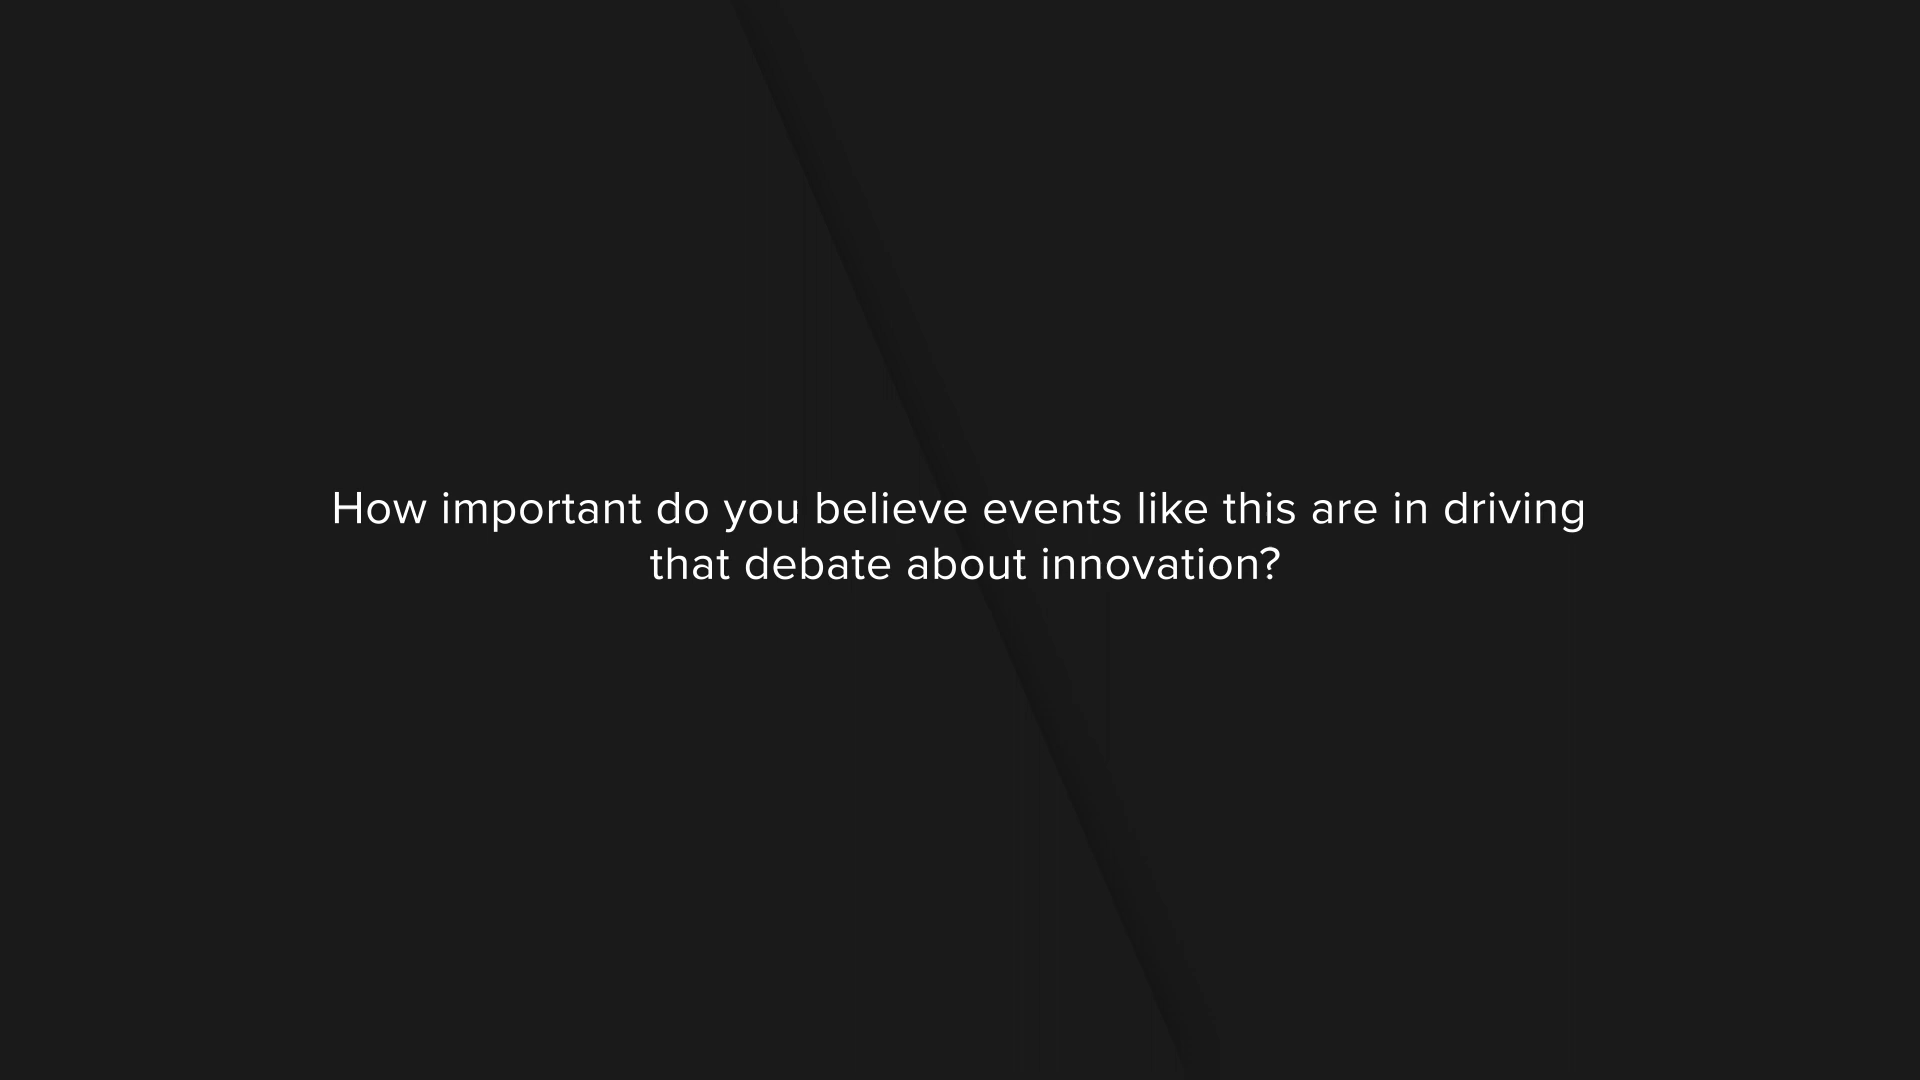 How important do you believe events like this are in driving
that debate about innovation?